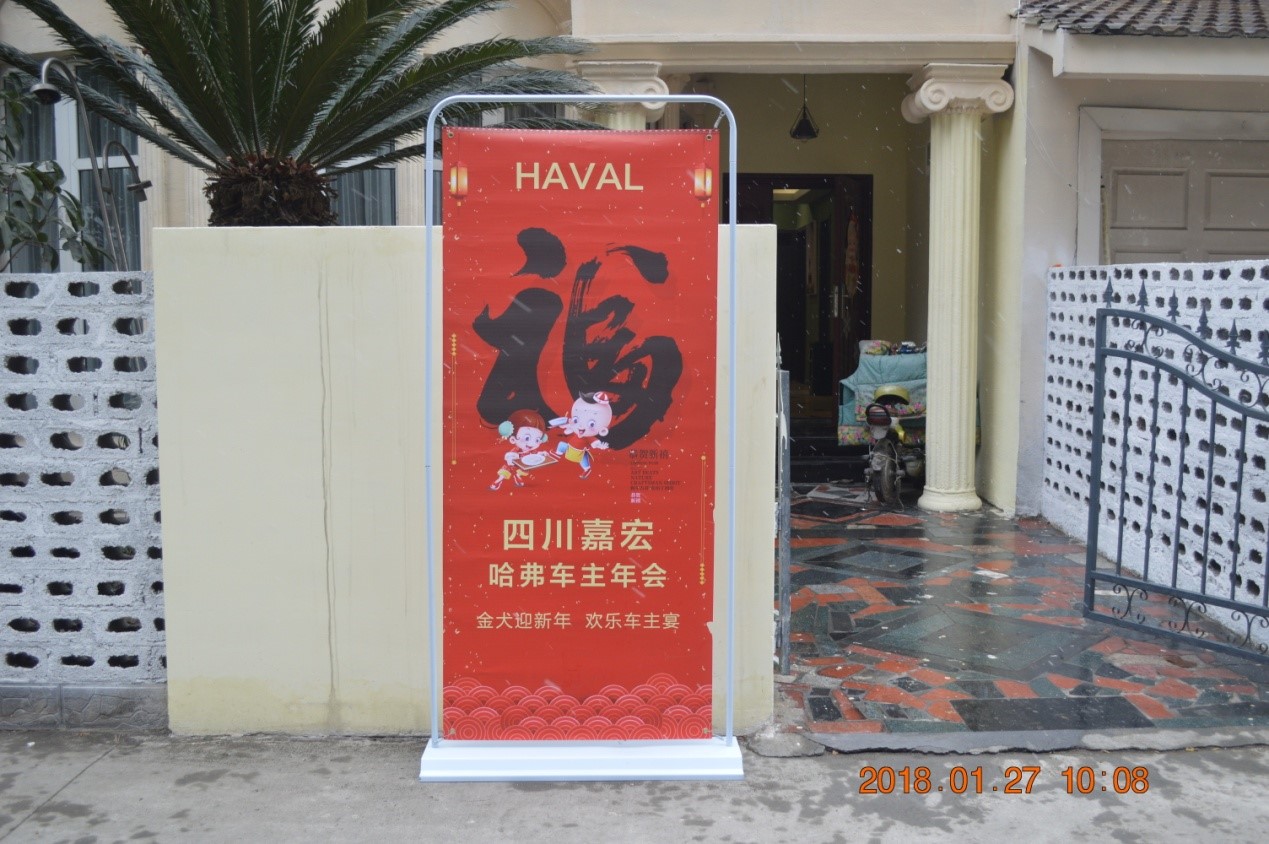 HAVAL
福
四川嘉宏
哈弗车主年会
金犬迎新年 欢乐车主宴
2018.01.27 10:08